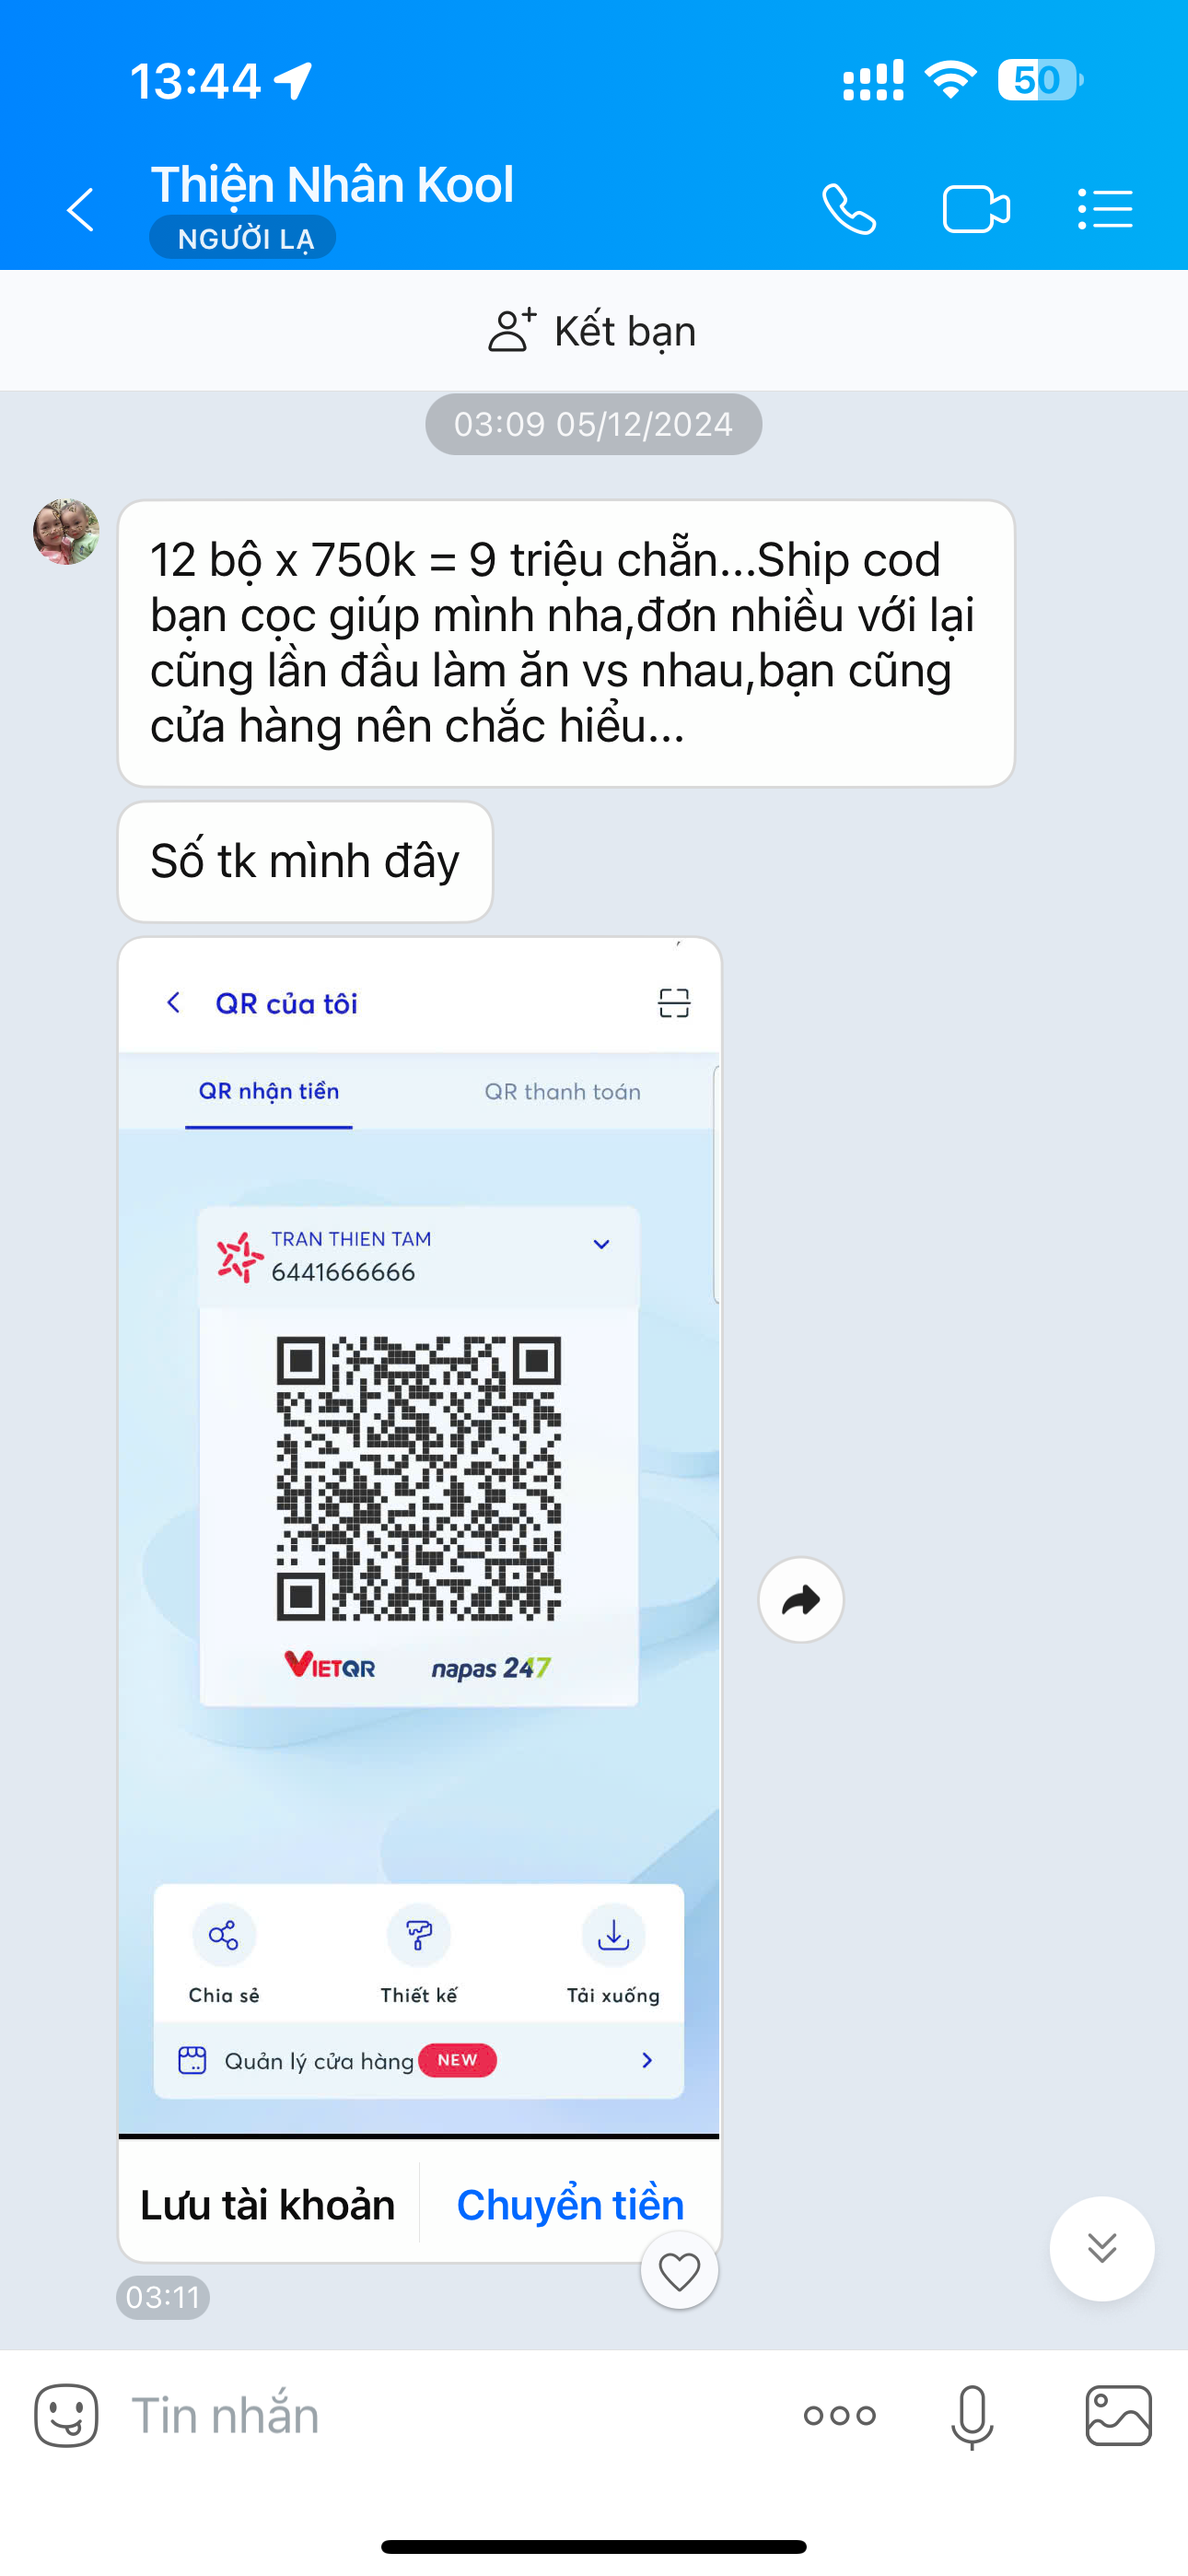 13:44
50
Thiện Nhân Kool
NGƯỜI LẠ
Kết bạn
03:09 05/12/2024
12 bộ x 750k = 9 triệu chẵn...Ship cod
bạn cọc giúp mình nha,đơn nhiều với lại
cũng lần đầu làm ăn vs nhau,bạn cũng
cửa hàng nên chắc hiểu...
Số tk mình đây
QR của tôi
QR nhận tiền
QR thanh toán
TRAN THIEN TAM
6441666666
VIETQR
napas 247
Chia sẻ
Thiết kế
Tải xuống
Quản lý cửa hàng NEW
Lưu tài khoản
Chuyển tiền
03:11
Tin nhắn